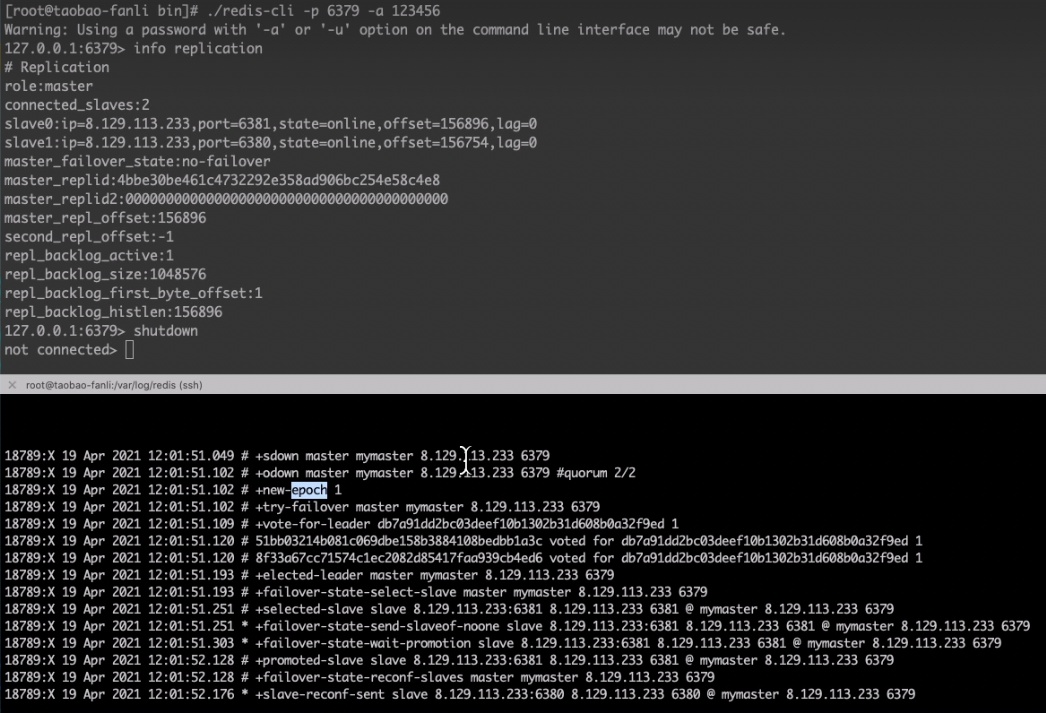 [root@taobao-fanli bin]# ./redis-cli -p 6379 -a 123456
Warning: Using a password with '-a' or '-u' option on the command line interface may not be safe.
127.0.0.1:6379> info replication
# Replication
role:master
connected_slaves:2
slave0:ip=8.129.113.233,port=6381,state=online,offset=156896,lag=0
slave1:ip=8.129.113.233,port=6380,state=online,offset=156754,lag=0
master_failover_state:no-failover
master_replid:4bbe30be461c4732292e358ad906bc254e58c4e8
master_replid2:0000000000000000000000000000000000000000
master_repl_offset:156896
second_repl_offset:-1
repl_backlog_active:1
repl_backlog_size:1048576
repl_backlog_first_byte_offset:1
repl_backlog_histlen:156896
127.0.0.1:6379> shutdown
not connected>
root@taobao-fanli:/var/log/redis (ssh)
18789:X 19 Apr 2021 12:01:51.049 # +sdown master mymaster 8.129.113.233 6379
18789:X 19 Apr 2021 12:01:51.102 # +odown master mymaster 8.129.113.233 6379 #quorum 2/2
18789:X 19 Apr 2021 12:01:51.102 # +new-epoch 1
18789:X 19 Apr 2021 12:01:51.102 # +try-failover master mymaster 8.129.113.233 6379
18789:X 19 Apr 2021 12:01:51.109 # +vote-for-leader db7a91dd2bc03deef10b1302b31d608b0a32f9ed 1
18789:X 19 Apr 2021 12:01:51.120 # 51bb03214b081c069dbe158b3884108bedbb1a3c voted for db7a91dd2bc03deef10b1302b31d608b0a32f9ed 1
18789:X 19 Apr 2021 12:01:51.120 # 8f33a67cc71574c1ec2082d85417faa939cb4ed6 voted for db7a91dd2bc03deef10b1302b31d608b0a32f9ed 1
18789:X 19 Apr 2021 12:01:51.193 # +elected-leader master mymaster 8.129.113.233 6379
18789:X 19 Apr 2021 12:01:51.193 # +failover-state-select-slave master mymaster 8.129.113.233 6379
18789:X 19 Apr 2021 12:01:51.251 # +selected-slave slave 8.129.113.233:6381 8.129.113.233 6381 @ mymaster 8.129.113.233 6379
18789:X 19 Apr 2021 12:01:51.251 * +failover-state-send-slaveof-noone slave 8.129.113.233:6381 8.129.113.233 6381 @ mymaster 8.129.113.233 6379
18789:X 19 Apr 2021 12:01:51.303 * +failover-state-wait-promotion slave 8.129.113.233:6381 8.129.113.233 6381 @ mymaster 8.129.113.233 6379
18789:X 19 Apr 2021 12:01:52.128 # +promoted-slave slave 8.129.113.233:6381 8.129.113.233 6381 @ mymaster 8.129.113.233 6379
18789:X 19 Apr 2021 12:01:52.128 # +failover-state-reconf-slaves master mymaster 8.129.113.233 6379
18789:X 19 Apr 2021 12:01:52.176 * +slave-reconf-sent slave 8.129.113.233:6380 8.129.113.233 6380 @ mymaster 8.129.113.233 6379